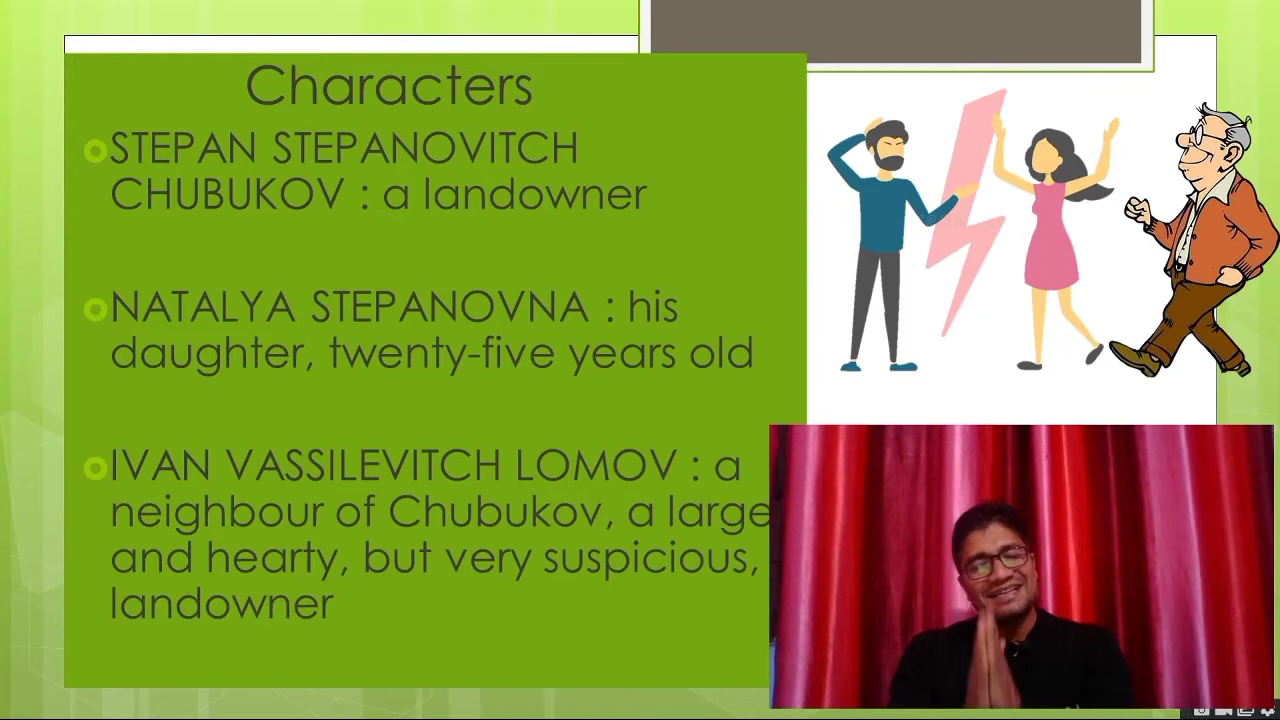 Characters
STEPAN STEPANOVITCH
CHUBUKOV : a landowner
NATALYA STEPANOVNA : his
daughter, twenty-five years old
IVAN VASSILEVITCH LOMOV : a
neighbour of Chubukov, a large
and hearty, but very suspicious,
landowner